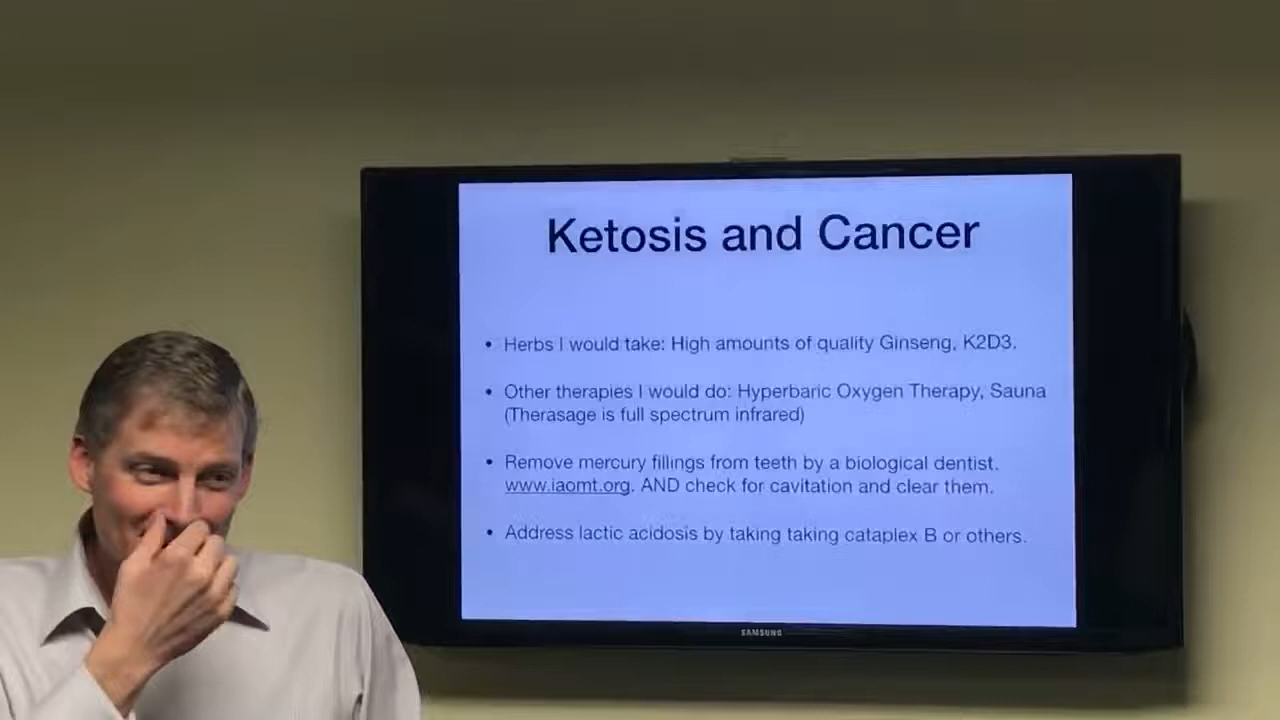 Ketosis and Cancer
• Herbs I would take: High amounts of quality Ginseng, K2D3.
• Other therapies I would do: Hyperbaric Oxygen Therapy, Sauna
(Therasage is full spectrum infrared)
• Remove mercury fillings from teeth by a biological dentist.
www.iaomt.org. AND check for cavitation and clear them.
• Address lactic acidosis by taking taking cataplex B or others.
SAMSUNG